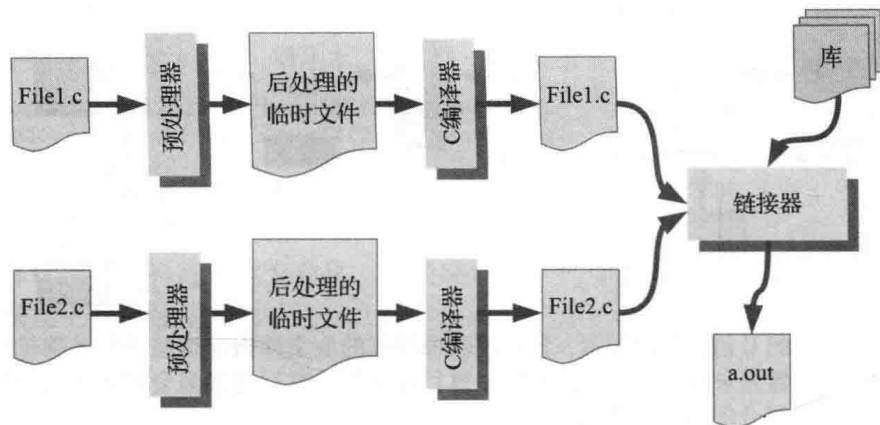 File1.c
预处理器
后处理的
临时文件
C编译器
File1.c
库
链接器
File2.c
预处理器
后处理的
临时文件
C编译器
File2.c
a.out